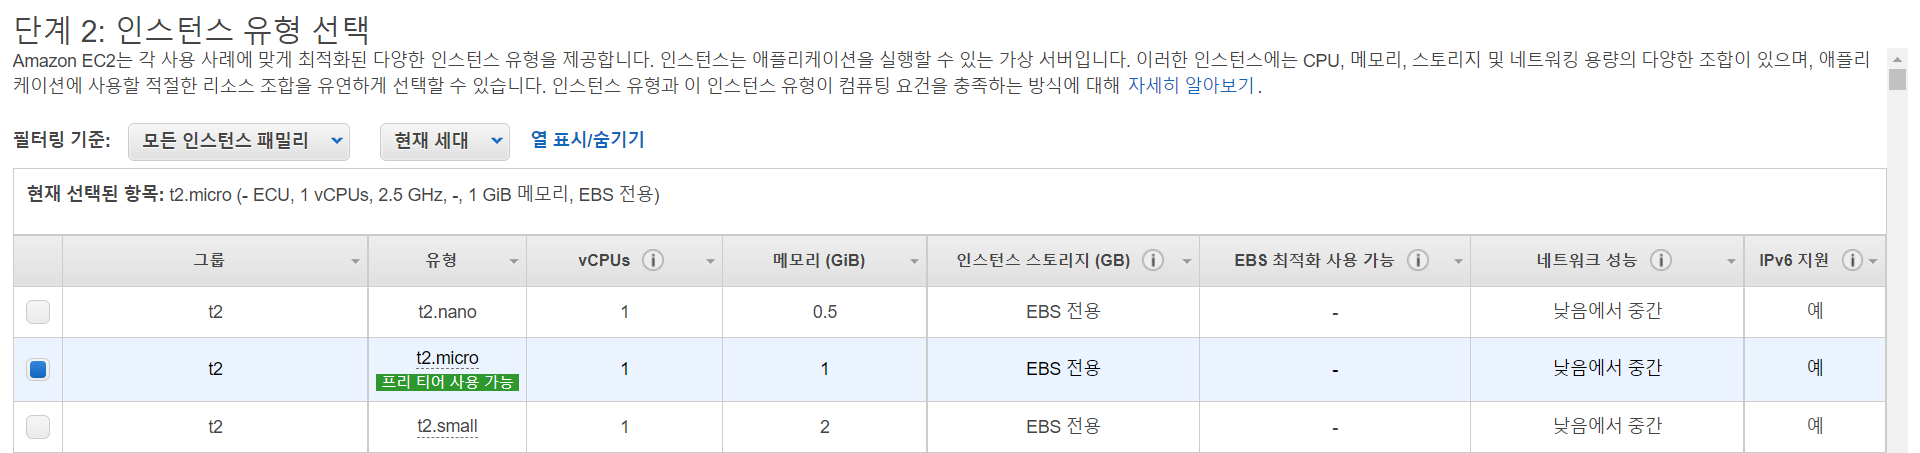 단계 2: 인스턴스 유형 선택
Amazon EC2는 각 사용 사례에 맞게 최적화된 다양한 인스턴스 유형을 제공합니다. 인스턴스는 애플리케이션을 실행할 수 있는 가상 서버입니다. 이러한 인스턴스에는 CPU, 메모리, 스토리지 및 네트워킹 용량의 다양한 조합이 있으며, 애플리
케이션에 사용할 적절한 리소스 조합을 유연하게 선택할 수 있습니다. 인스턴스 유형과 이 인스턴스 유형이 컴퓨팅 요건을 충족하는 방식에 대해 자세히 알아보기.
필터링 기준: 모든 인스턴스 패밀리 현재 세대 열 표시/숨기기
현재 선택된 항목: t2.micro (- ECU, 1 vCPUs, 2.5 GHz, -, 1 GiB 메모리, EBS 전용)
그룹 유형 vCPUs i 메모리 (GiB) 인스턴스 스토리지 (GB) i EBS 최적화 사용 가능 i 네트워크 성능 i IPv6 지원 i
t2 t2.nano 1 0.5 EBS 전용 - 낮음에서 중간 예
t2 t2.micro 1 1 EBS 전용 - 낮음에서 중간 예
프리 티어 사용 가능
t2 t2.small 1 2 EBS 전용 - 낮음에서 중간 예